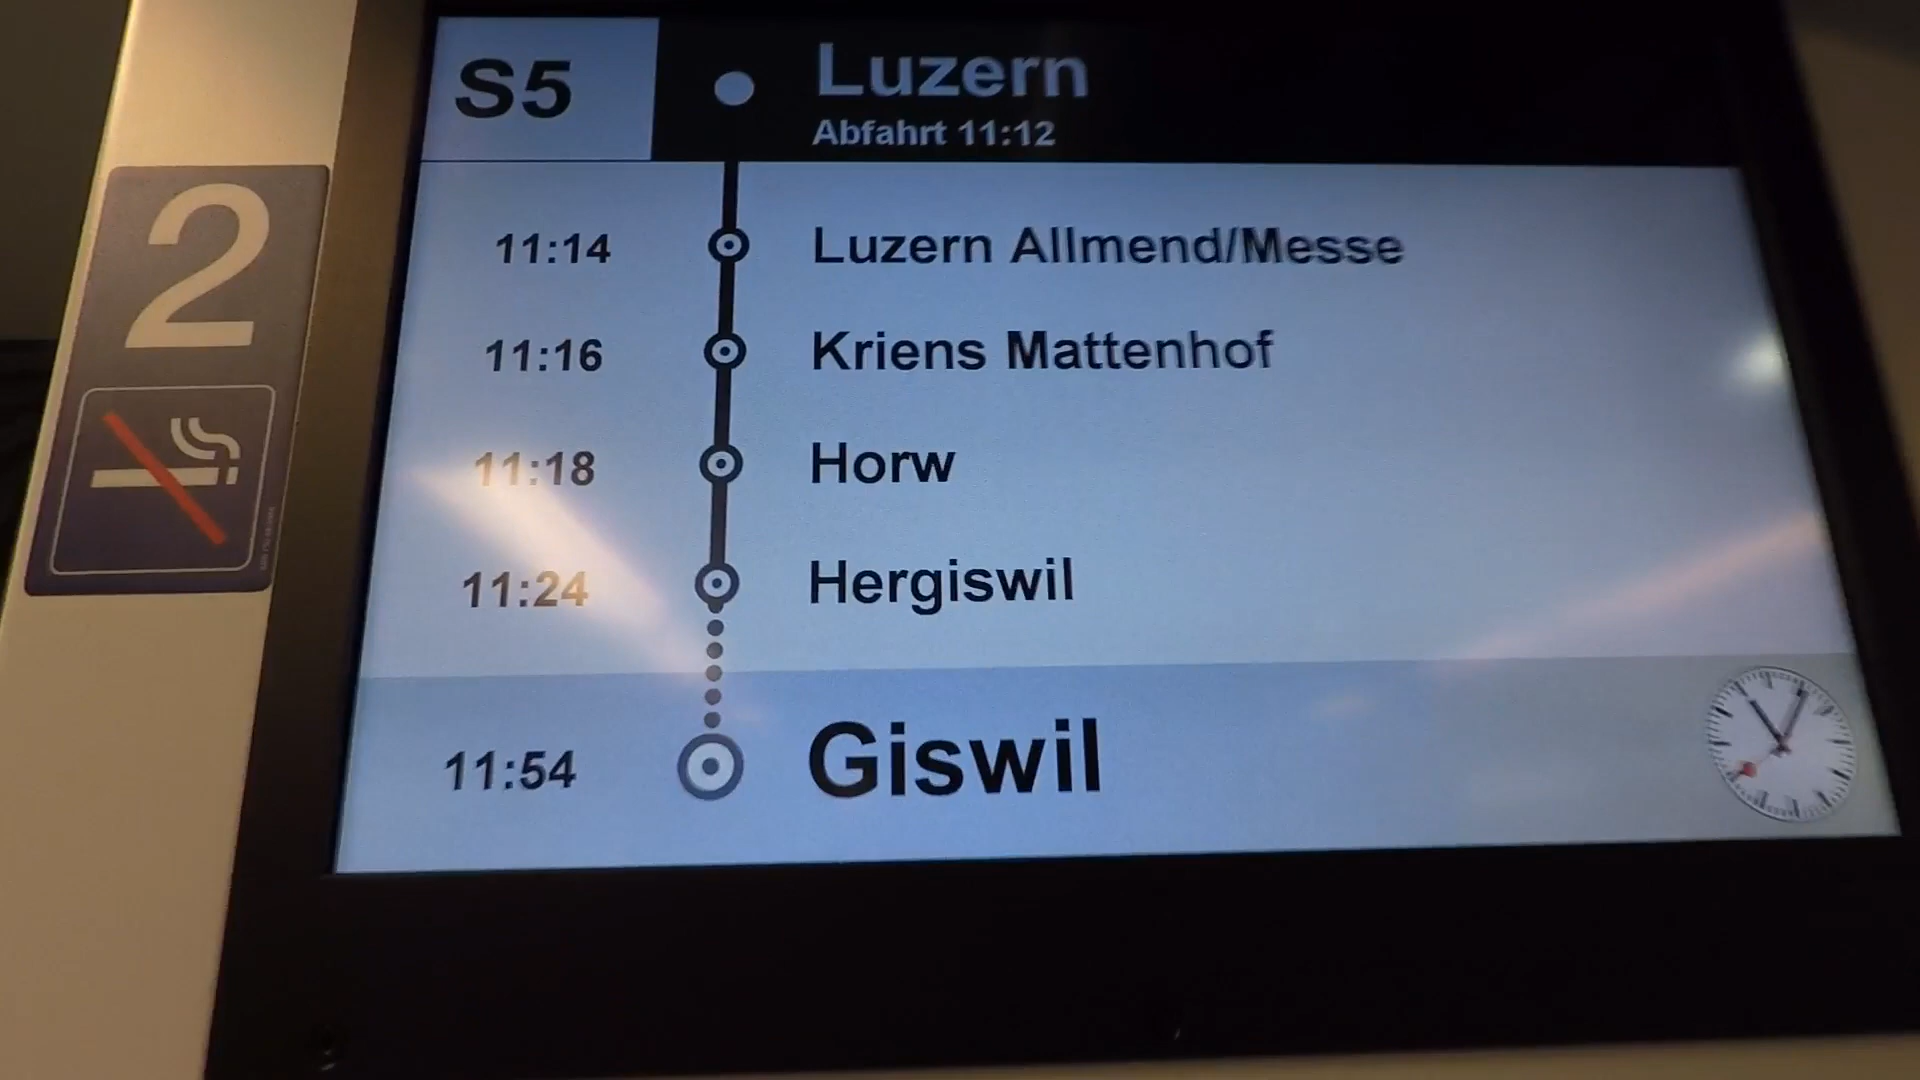 S5
Luzern
Abfahrt 11:12
2
11:14 Luzern Allmend/Messe
11:16 Kriens Mattenhof
11:18 Horw
11:24 Hergiswil
11:54 Giswil